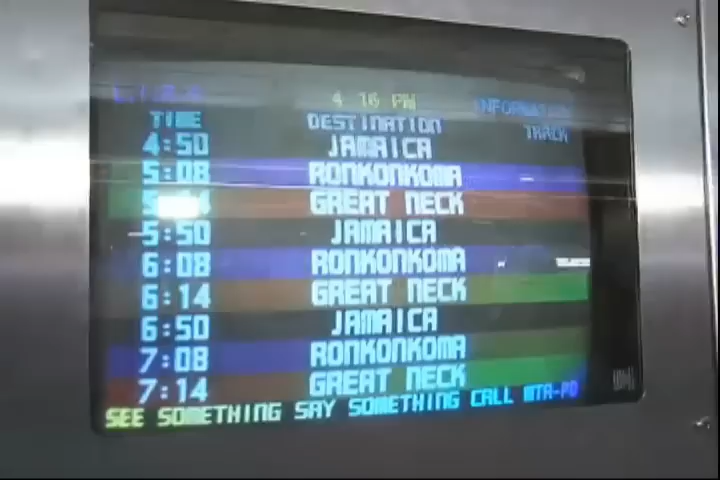 4 16 PM
INFORMATION
TIME DESTINATION TRACK
4:50 JAMAICA
5:08 RONKONKOMA
GREAT NECK
5:50 JAMAICA
6:08 RONKONKOMA
6:14 GREAT NECK
6:50 JAMAICA
7:08 RONKONKOMA
7:14 GREAT NECK
SEE SOMETHING SAY SOMETHING CALL MTA-PD